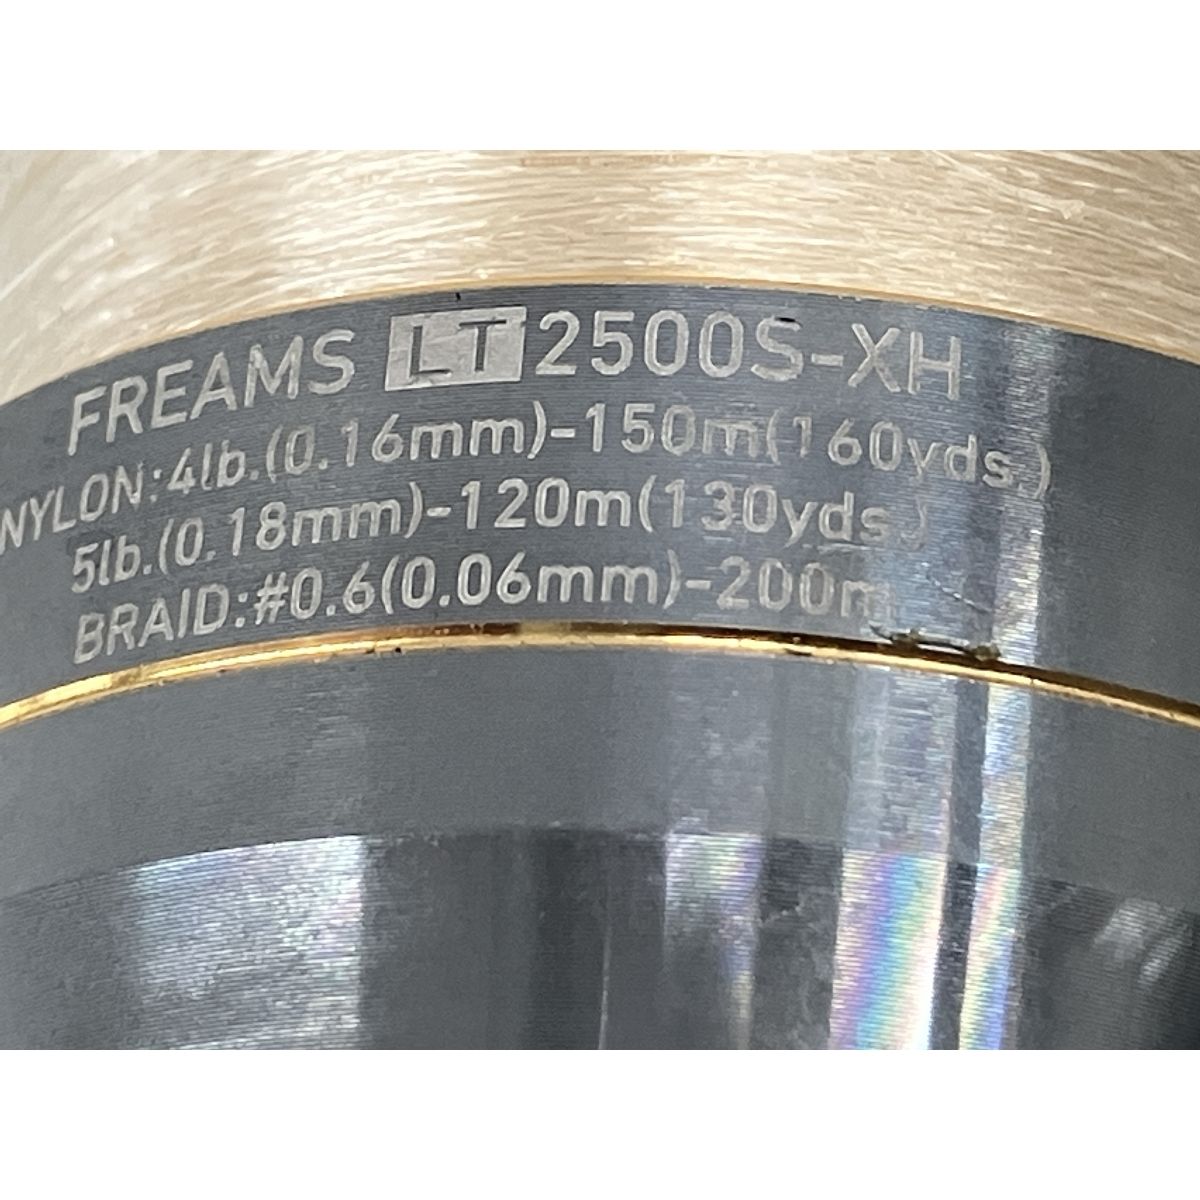 FREAMS LT 2500S-XH
NYLON:4lb.(0.16mm)-150m(160yds.)
5lb.(0.18mm)-120m(130yds.)
BRAID:#0.6(0.06mm)-200m